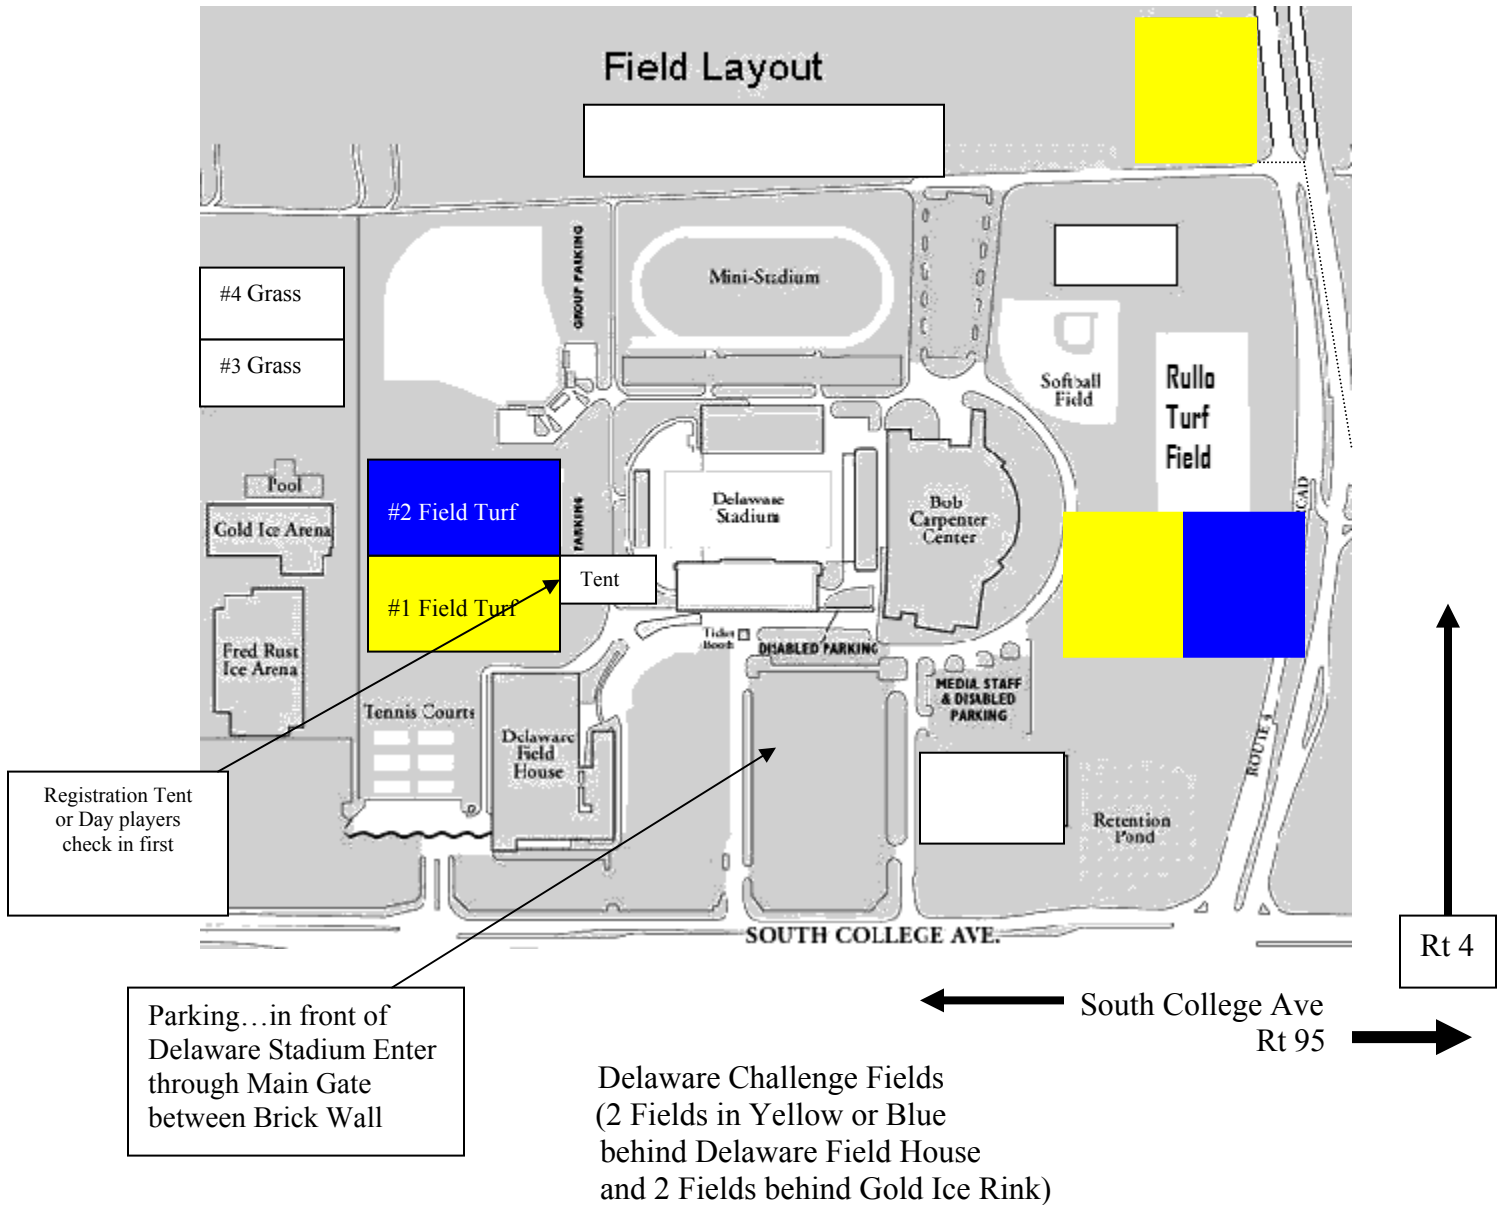 Field Layout
GROUP PARKING
Mini-Stadium
#4 Grass
#3 Grass
Softball
Field
Rullo
Turf
Field
Pool
Gold Ice Arena
#2 Field Turf
PARKING
Delaware
Stadium
Bob
Carpenter
Center
Tent
#1 Field Turf
Ticket
Booth
DISABLED PARKING
Fred Rust
Ice Arena
MEDIA, STAFF
& DISABLED
PARKING
Tennis Courts
Delaware
Field
House
ROUTE 4
Registration Tent
or Day players
check in first
Retention
Pond
SOUTH COLLEGE AVE.
Rt 4
Parking…in front of
Delaware Stadium Enter
through Main Gate
between Brick Wall
South College Ave
Rt 95
Delaware Challenge Fields
(2 Fields in Yellow or Blue
behind Delaware Field House
and 2 Fields behind Gold Ice Rink)